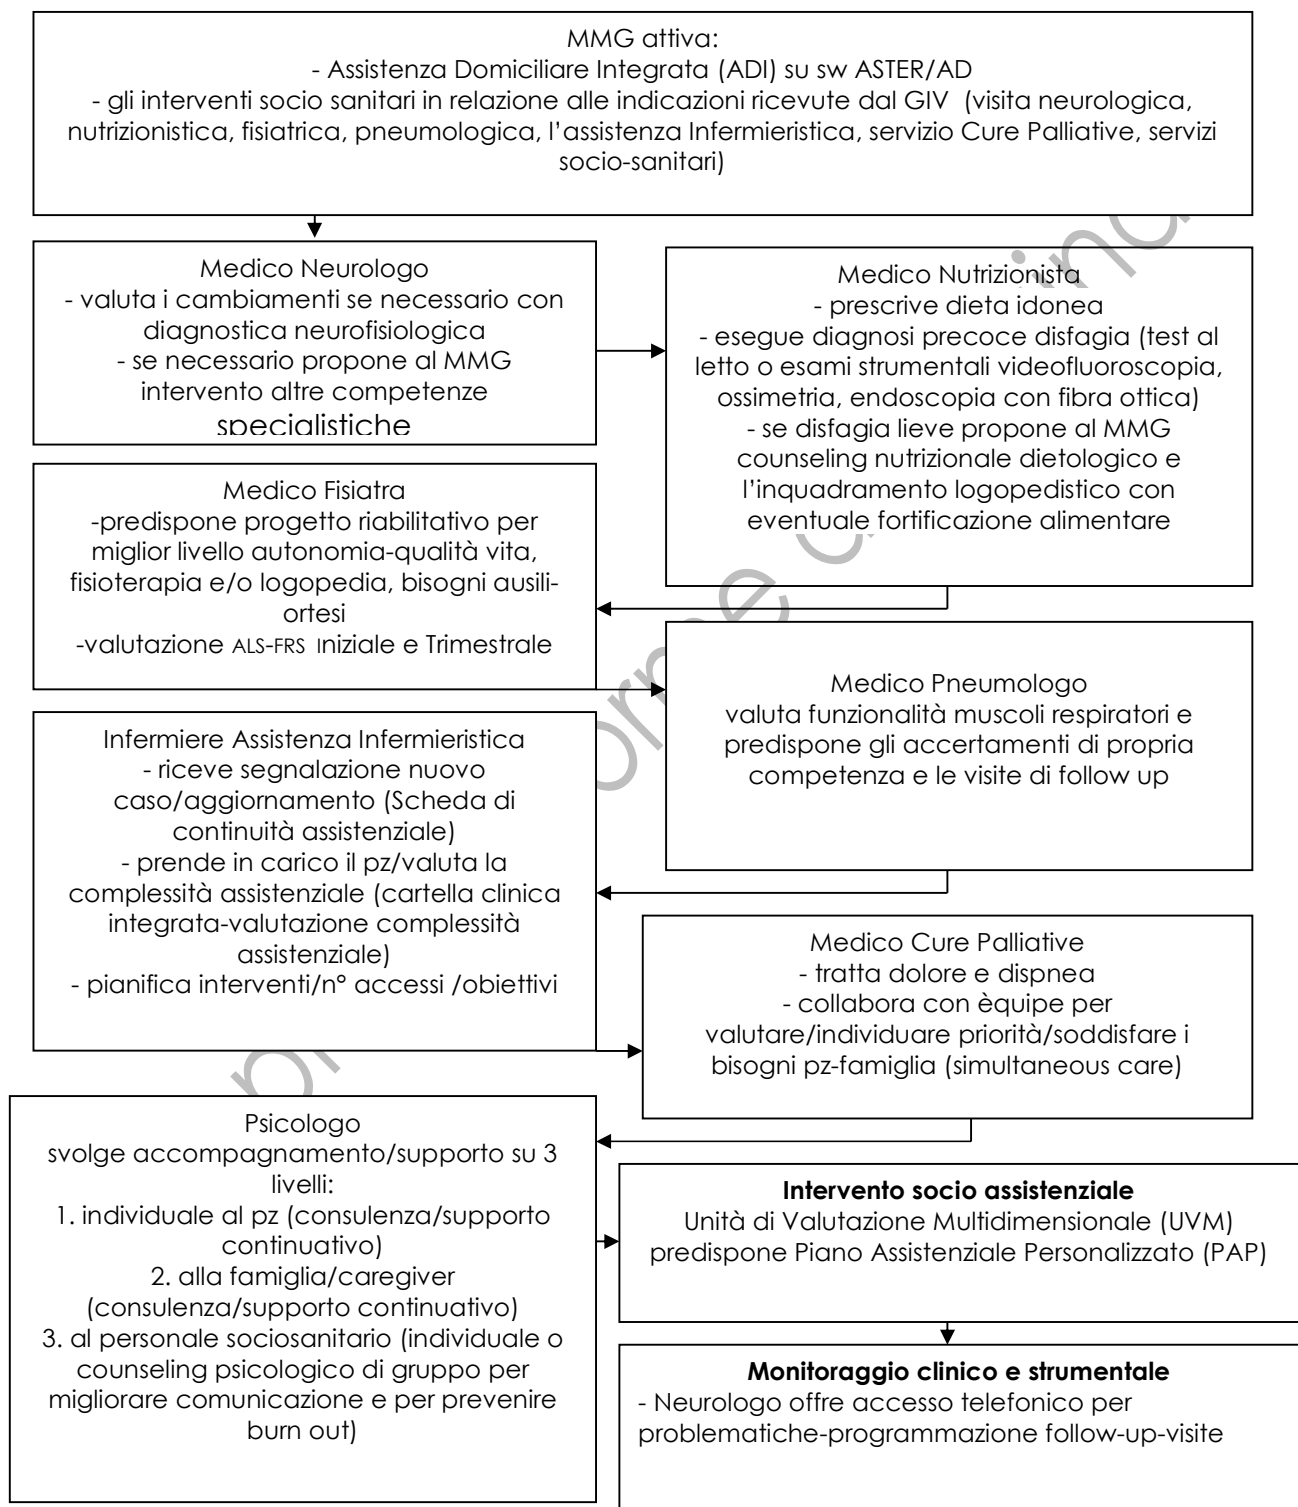 MMG attiva:
- Assistenza Domiciliare Integrata (ADI) su sw ASTER/AD
- gli interventi socio sanitari in relazione alle indicazioni ricevute dal GIV (visita neurologica,
nutrizionistica, fisiatrica, pneumologica, l'assistenza Infermieristica, servizio Cure Palliative, servizi
socio-sanitari)
Medico Neurologo
- valuta i cambiamenti se necessario con
diagnostica neurofisiologica
- se necessario propone al MMG
intervento altre competenze
specialistiche
Medico Nutrizionista
- prescrive dieta idonea
- esegue diagnosi precoce disfagia (test al
letto o esami strumentali videofluoroscopia,
ossimetria, endoscopia con fibra ottica)
- se disfagia lieve propone al MMG
counseling nutrizionale dietologico e
l'inquadramento logopedistico con
eventuale fortificazione alimentare
Medico Fisiatra
-predispone progetto riabilitativo per
miglior livello autonomia-qualità vita,
fisioterapia e/o logopedia, bisogni ausili-
ortesi
-valutazione ALS-FRS Iniziale e Trimestrale
Medico Pneumologo
valuta funzionalità muscoli respiratori e
predispone gli accertamenti di propria
competenza e le visite di follow up
Infermiere Assistenza Infermieristica
- riceve segnalazione nuovo
caso/aggiornamento (Scheda di
continuità assistenziale)
- prende in carico il pz/valuta la
complessità assistenziale (cartella clinica
integrata-valutazione complessità
assistenziale)
- pianifica interventi/n° accessi /obiettivi
Medico Cure Palliative
- tratta dolore e dispnea
- collabora con èquipe per
valutare/individuare priorità/soddisfare i
bisogni pz-famiglia (simultaneous care)
Psicologo
svolge accompagnamento/supporto su 3
livelli:
1. individuale al pz (consulenza/supporto
continuativo)
2. alla famiglia/caregiver
(consulenza/supporto continuativo)
3. al personale sociosanitario (individuale o
counseling psicologico di gruppo per
migliorare comunicazione e per prevenire
burn out)
Intervento socio assistenziale
Unità di Valutazione Multidimensionale (UVM)
predispone Piano Assistenziale Personalizzato (PAP)
Monitoraggio clinico e strumentale
- Neurologo offre accesso telefonico per
problematiche-programmazione follow-up-visite